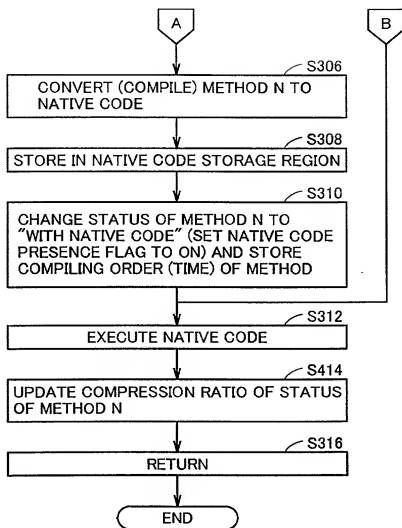 A
B
S306
CONVERT (COMPILE) METHOD N TO
NATIVE CODE
S308
STORE IN NATIVE CODE STORAGE REGION
S310
CHANGE STATUS OF METHOD N TO
"WITH NATIVE CODE" (SET NATIVE CODE
PRESENCE FLAG TO ON) AND STORE
COMPILING ORDER (TIME) OF METHOD
S312
EXECUTE NATIVE CODE
S414
UPDATE COMPRESSION RATIO OF STATUS
OF METHOD N
S316
RETURN
END